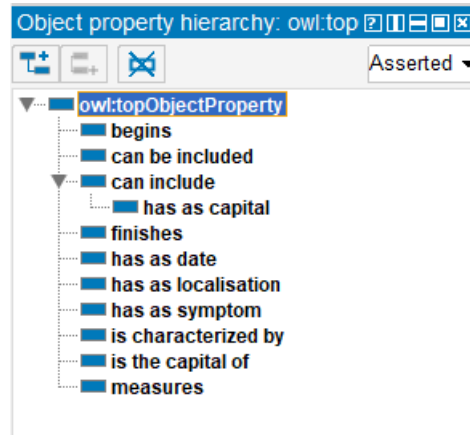 Object property hierarchy: owl:top
Asserted
owl:topObjectProperty
begins
can be included
can include
has as capital
finishes
has as date
has as localisation
has as symptom
is characterized by
is the capital of
measures